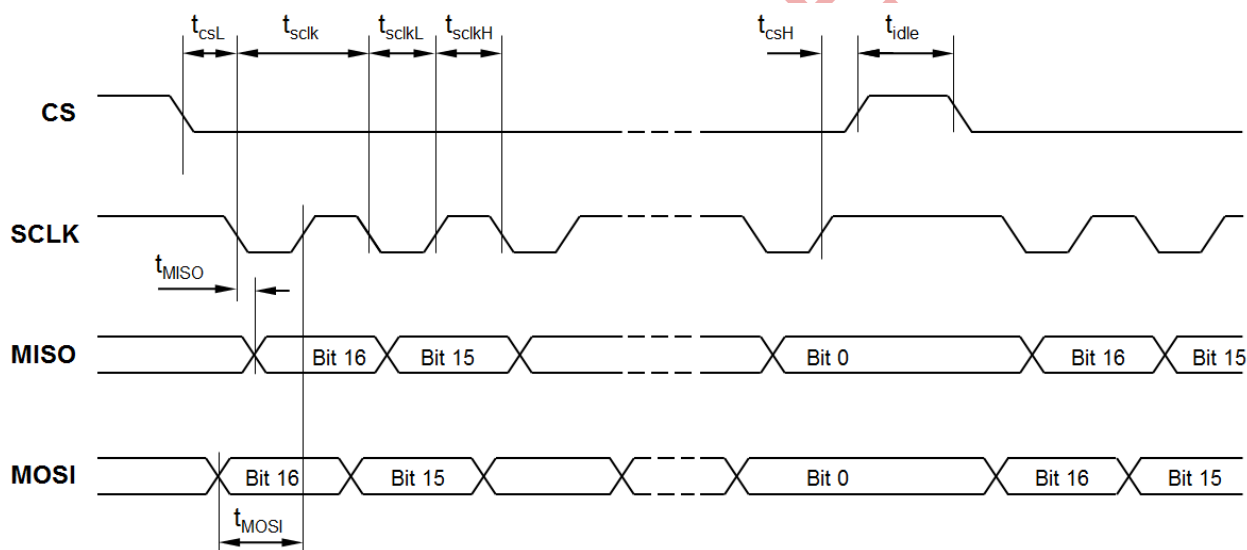 tcsL tsclk tsclkL tsclkH tcsH tidle
CS
SCLK
tMISO
MISO Bit 16 Bit 15 Bit 0 Bit 16 Bit 15
MOSI Bit 16 Bit 15 Bit 0 Bit 16 Bit 15
tMOSI